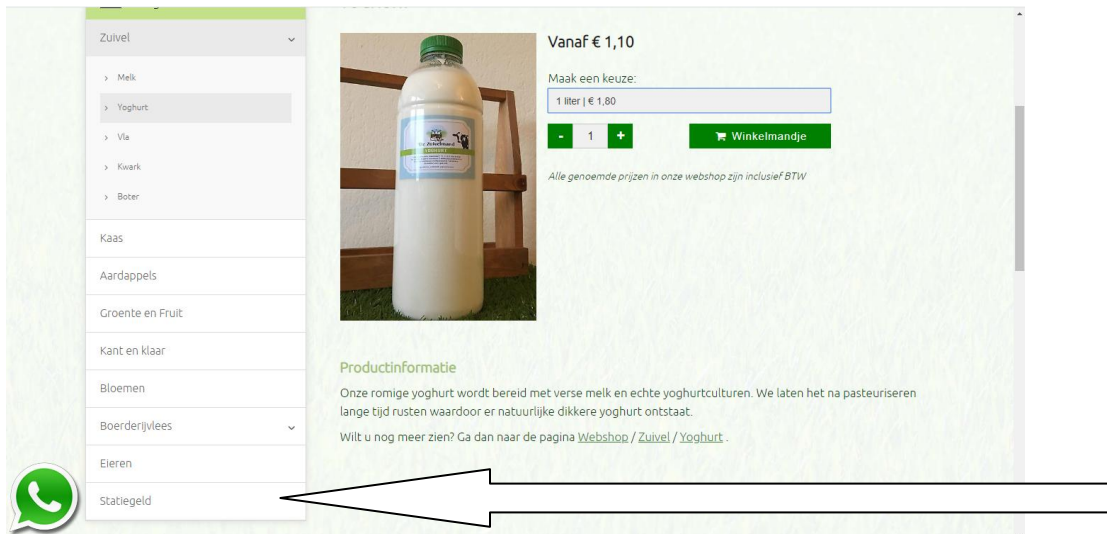 Zuivel
> Melk
> Yoghurt
> Vla
> Kwark
> Boter
Kaas
Aardappels
Groente en Fruit
Kant en klaar
Bloemen
Boerderijvlees
Eieren
Statiegeld
YOGHURT
Vanaf € 1,10
Maak een keuze:
1 liter | € 1,80
- 1 +
Winkelmandje
Alle genoemde prijzen in onze webshop zijn inclusief BTW
Productinformatie
Onze romige yoghurt wordt bereid met verse melk en echte yoghurtculturen. We laten het na pasteuriseren
lange tijd rusten waardoor er natuurlijke dikkere yoghurt ontstaat.
Wilt u nog meer zien? Ga dan naar de pagina Webshop / Zuivel / Yoghurt .